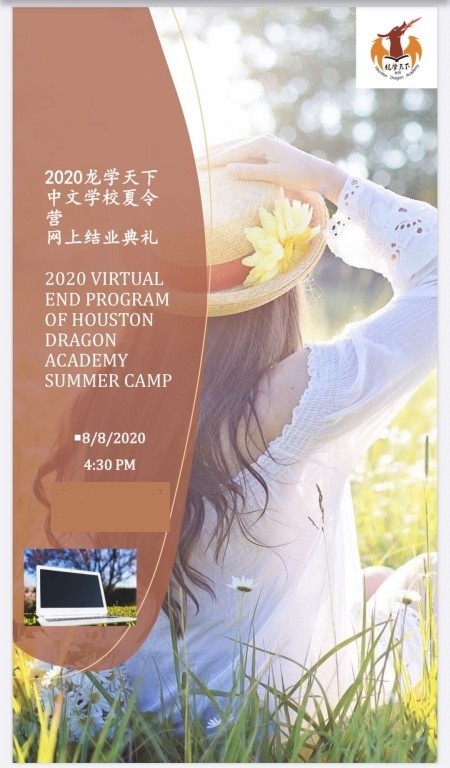 龙学天下
2020龙学天下
中文学校夏令
营
网上结业典礼
2020 VIRTUAL
END PROGRAM
OF HOUSTON
DRAGON
ACADEMY
SUMMER CAMP
▪8/8/2020
4:30 PM